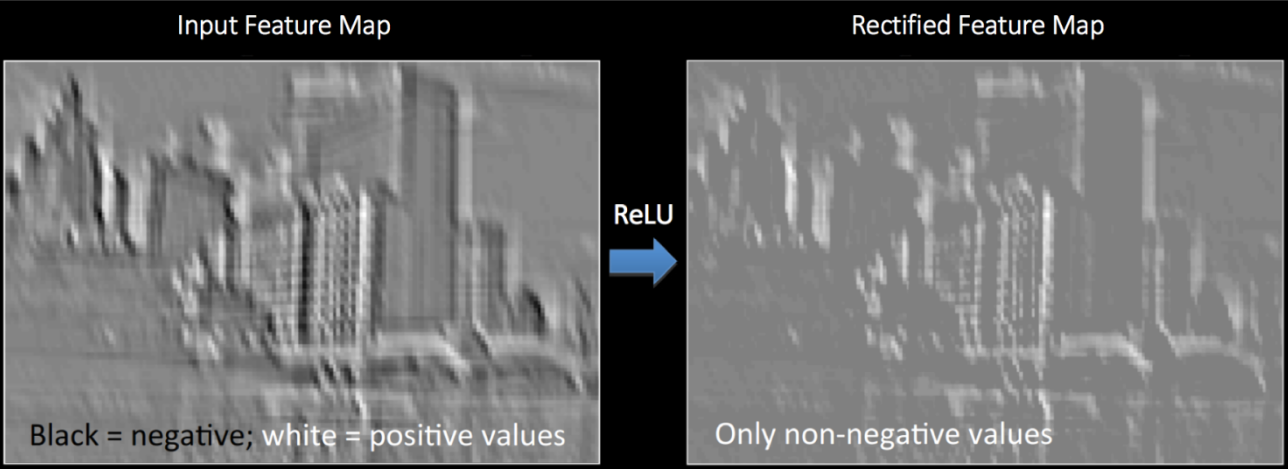 Input Feature Map
Rectified Feature Map
ReLU
Black = negative; white = positive values
Only non-negative values